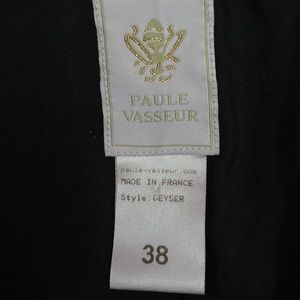 PAULE
VASSEUR
paule-vasseur.com
MADE IN FRANCE
Style: GEYSER
38